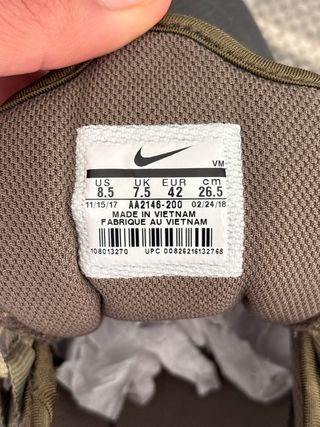 VM
US UK EUR cm
8.5 7.5 42 26.5
11/15/17 AA2146-200 02/24/18
MADE IN VIETNAM
FABRIQUE AU VIETNAM
108013270 UPC 00826216132768